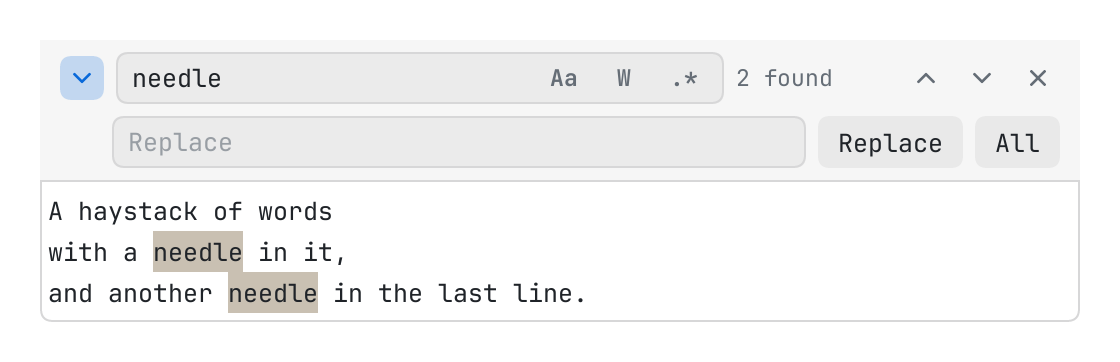 needle Aa W .* 2 found
Replace Replace All
A haystack of words
with a needle in it,
and another needle in the last line.